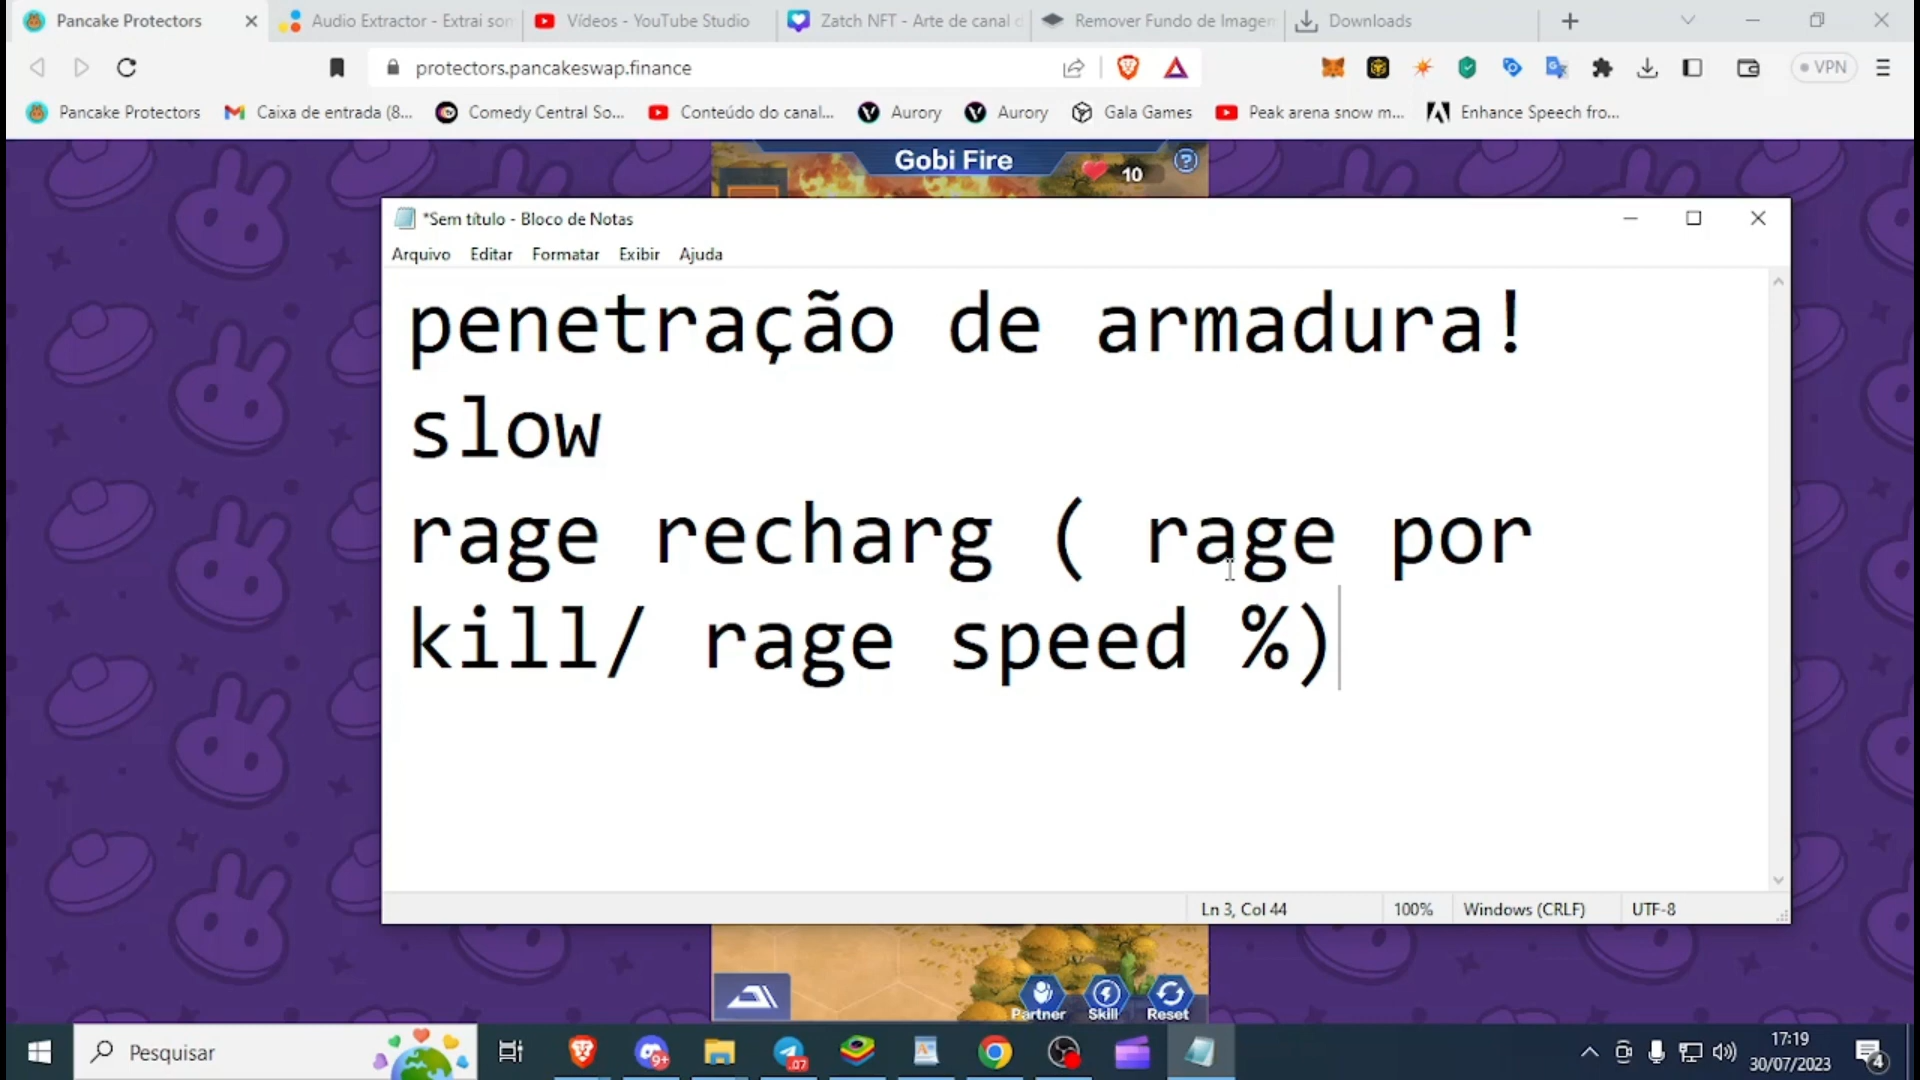 Pancake Protectors
Audio Extractor - Extrai son
Vídeos - YouTube Studio
Zatch NFT - Arte de canal d
Remover Fundo de Imagem
Downloads
protectors.pancakeswap.finance
VPN
Pancake Protectors
Caixa de entrada (8...
Comedy Central So...
Conteúdo do canal...
Aurory
Aurory
Gala Games
Peak arena snow m...
Enhance Speech fro...
Gobi Fire
10
*Sem título - Bloco de Notas
Arquivo Editar Formatar Exibir Ajuda
penetração de armadura!
slow
rage recharg ( rage por
kill/ rage speed %)
Ln 3, Col 44
100%
Windows (CRLF)
UTF-8
Partner
Skill
Reset
Pesquisar
9+
07
17:19
30/07/2023
4